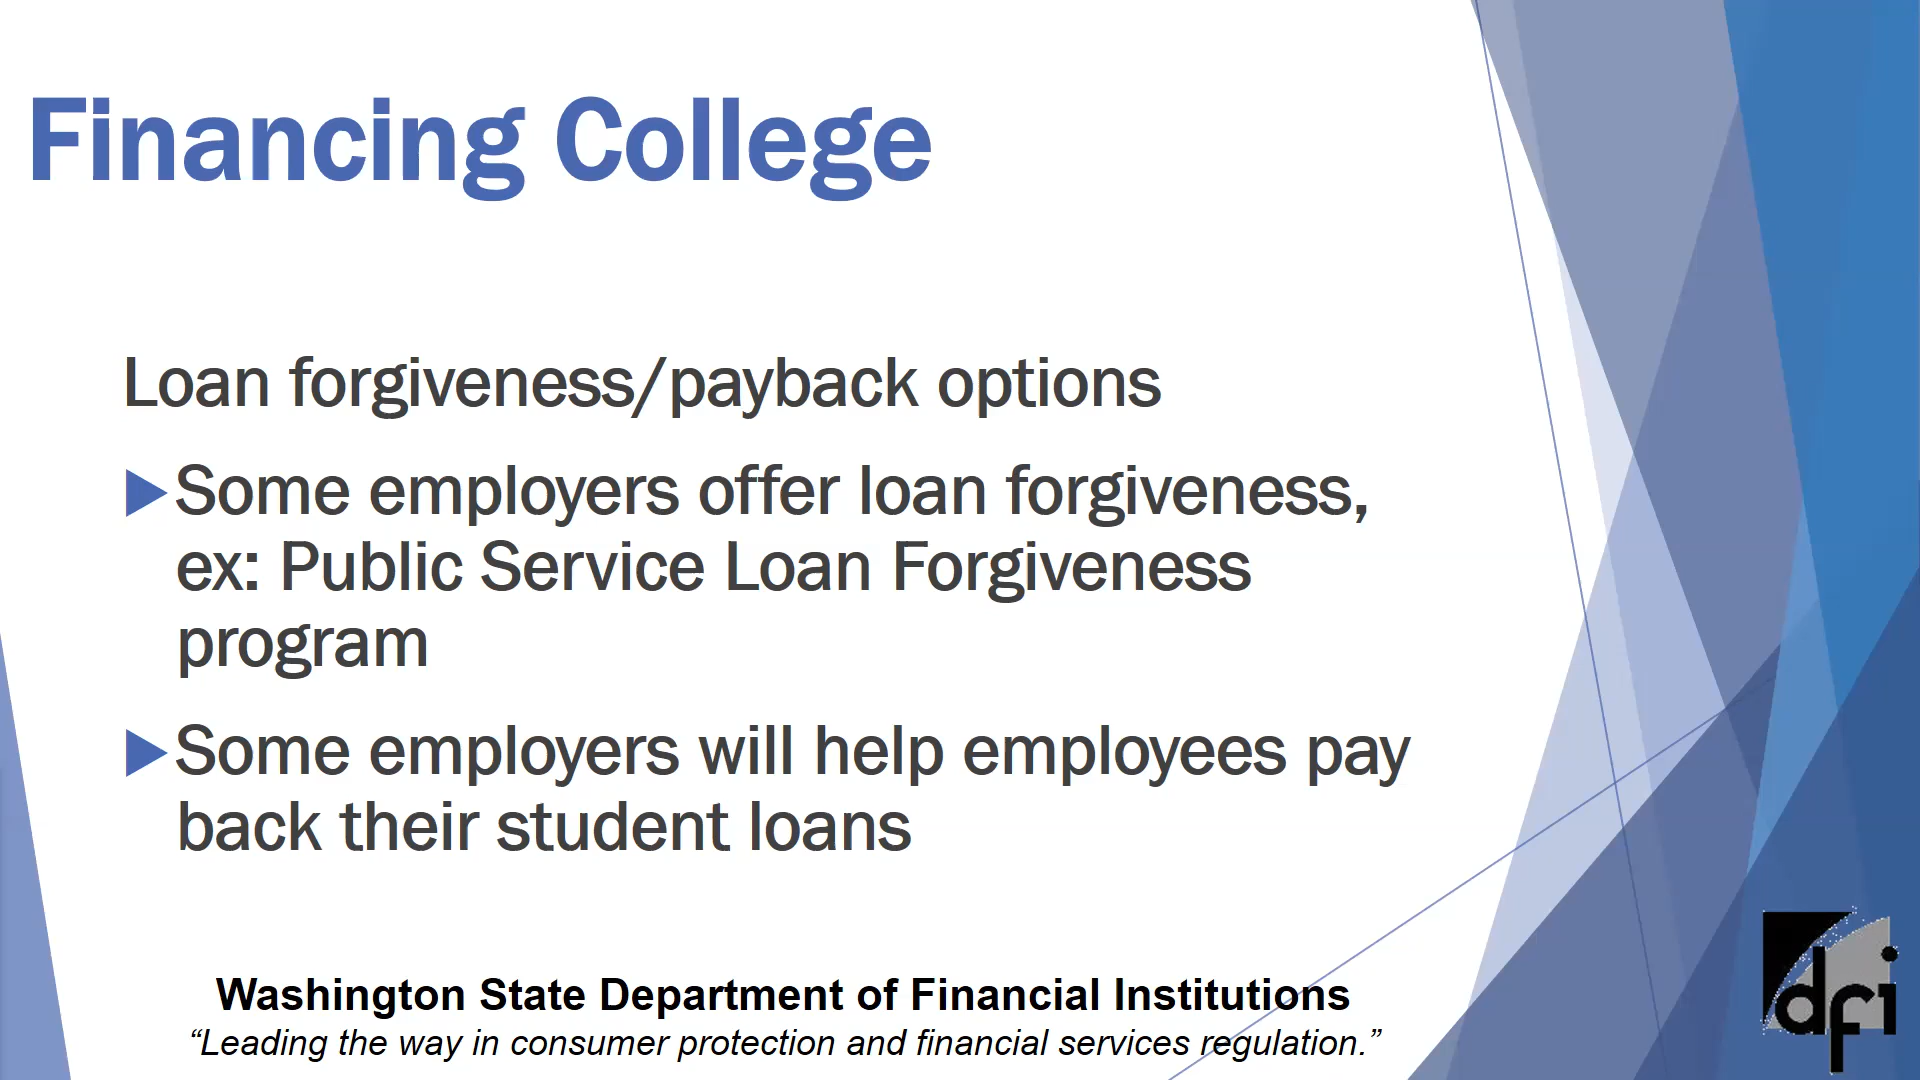 Financing College
Loan forgiveness/payback options
Some employers offer loan forgiveness,
ex: Public Service Loan Forgiveness
program
Some employers will help employees pay
back their student loans
Washington State Department of Financial Institutions
“Leading the way in consumer protection and financial services regulation.”
dfi